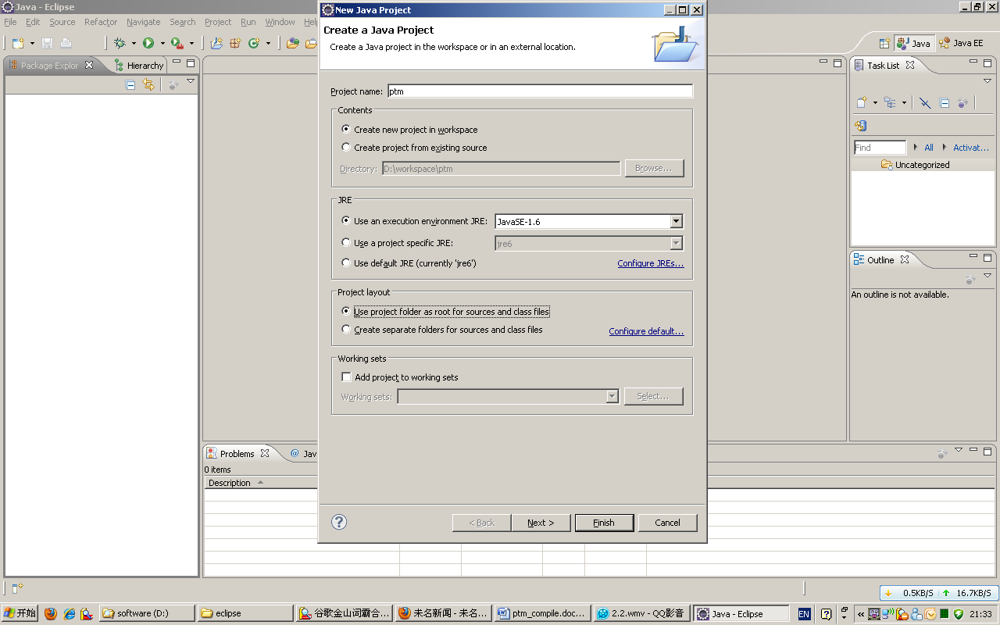 Java - Eclipse
File Edit Source Refactor Navigate Search Project Run Window
Package Explor
Hierarchy
New Java Project
Create a Java Project
Create a Java project in the workspace or in an external location.
Project name: ptm
Contents
Create new project in workspace
Create project from existing source
Directory: D:\workspace\ptm Browse...
JRE
Use an execution environment JRE: JavaSE-1.6
Use a project specific JRE: jre6
Use default JRE (currently 'jre6') Configure JREs...
Project layout
Use project folder as root for sources and class files
Create separate folders for sources and class files Configure default...
Working sets
Add project to working sets
Working sets: Select...
< Back Next > Finish Cancel
Java Java EE
Task List
Find All Activat...
Uncategorized
Outline
An outline is not available.
Problems @ Jav
0 items
Description
0.5KB/S 16.7KB/S
开始 software (D:) eclipse 谷歌金山词霸合... 未名新闻 - 未名... ptm_compile.doc... 2.2.wmv - QQ影音 Java - Eclipse EN 21:33